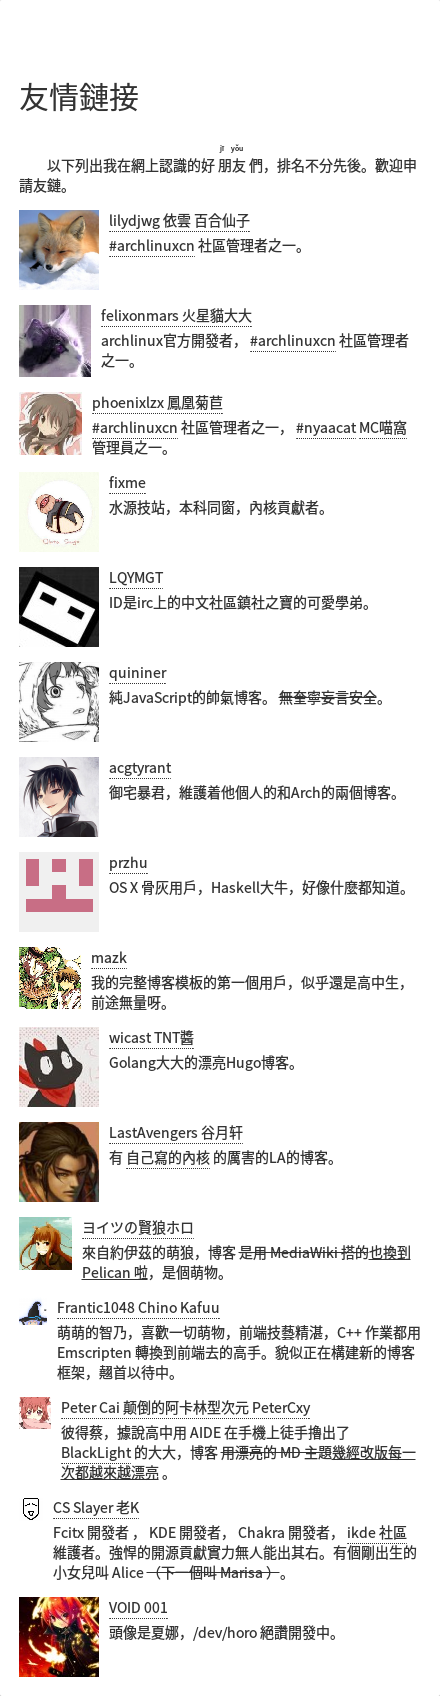 友情鏈接
jī yǒu
以下列出我在網上認識的好 朋友 們，排名不分先後。歡迎申
請友鏈。
lilydjwg 依雲 百合仙子
#archlinuxcn 社區管理者之一。
felixonmars 火星貓大大
archlinux官方開發者， #archlinuxcn 社區管理者
之一。
phoenixlzx 鳳凰菊苣
#archlinuxcn 社區管理者之一， #nyaacat MC喵窩
管理員之一。
fixme
水源技站，本科同窗，內核貢獻者。
LQYMGT
ID是irc上的中文社區鎮社之寶的可愛學弟。
quininer
純JavaScript的帥氣博客。 無奎寧妄言安全。
acgtyrant
御宅暴君，維護着他個人的和Arch的兩個博客。
przhu
OS X 骨灰用戶，Haskell大牛，好像什麼都知道。
mazk
我的完整博客模板的第一個用戶，似乎還是高中生，
前途無量呀。
wicast TNT醬
Golang大大的漂亮Hugo博客。
LastAvengers 谷月轩
有 自己寫的內核 的厲害的LA的博客。
ヨイツの賢狼ホロ
來自約伊茲的萌狼，博客 是用 MediaWiki 搭的也換到
Pelican 啦，是個萌物。
Frantic1048 Chino Kafuu
萌萌的智乃，喜歡一切萌物，前端技藝精湛，C++ 作業都用
Emscripten 轉換到前端去的高手。貌似正在構建新的博客
框架，翹首以待中。
Peter Cai 颠倒的阿卡林型次元 PeterCxy
彼得蔡，據說高中用 AIDE 在手機上徒手擼出了
BlackLight 的大大，博客 用漂亮的 MD 主題幾經改版每一
次都越來越漂亮 。
CS Slayer 老K
Fcitx 開發者 ， KDE 開發者， Chakra 開發者， ikde 社區
維護者。強悍的開源貢獻實力無人能出其右。有個剛出生的
小女兒叫 Alice （下一個叫 Marisa ）。
VOID 001
頭像是夏娜，/dev/horo 絕讚開發中。